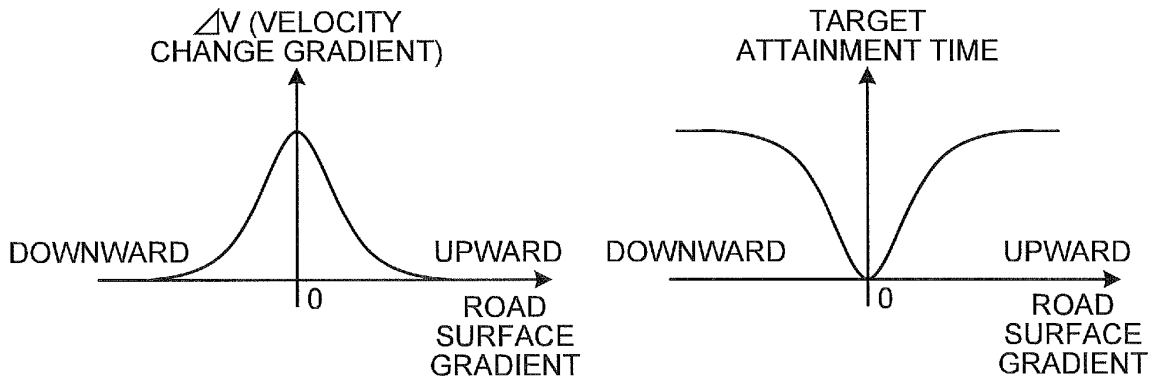 ⊿V (VELOCITY
CHANGE GRADIENT)
DOWNWARD
UPWARD
0
ROAD
SURFACE
GRADIENT
TARGET
ATTAINMENT TIME
DOWNWARD
UPWARD
0
ROAD
SURFACE
GRADIENT